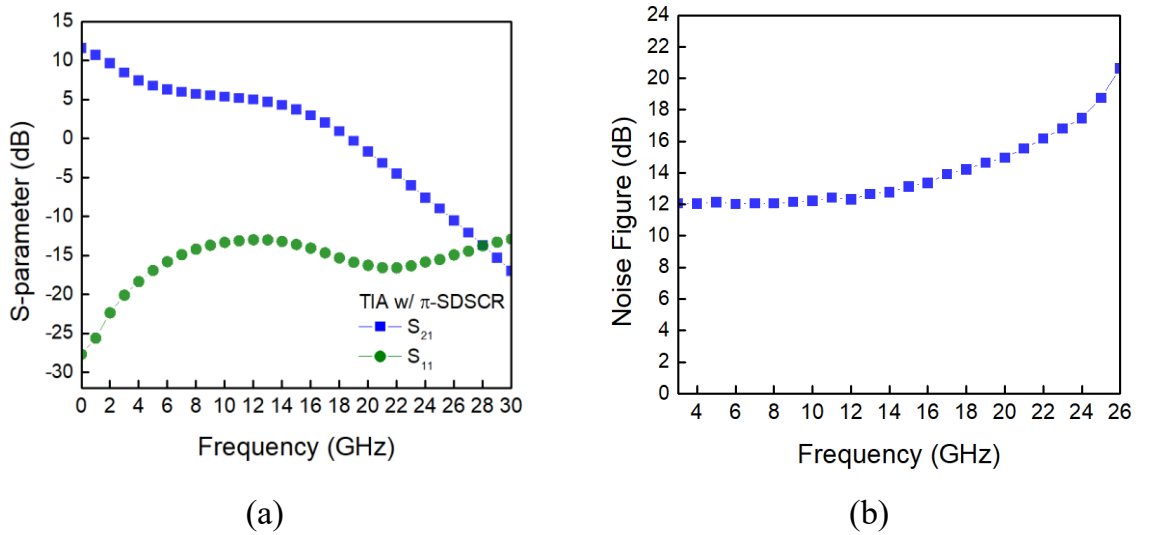 15
10
5
0
-5
-10
-15
-20
-25
-30
S-parameter (dB)
TIA w/ π-SDSCR
S21
S11
0 2 4 6 8 10 12 14 16 18 20 22 24 26 28 30
Frequency (GHz)
(a)
24
22
20
18
16
14
12
10
8
6
4
2
0
Noise Figure (dB)
4 6 8 10 12 14 16 18 20 22 24 26
Frequency (GHz)
(b)